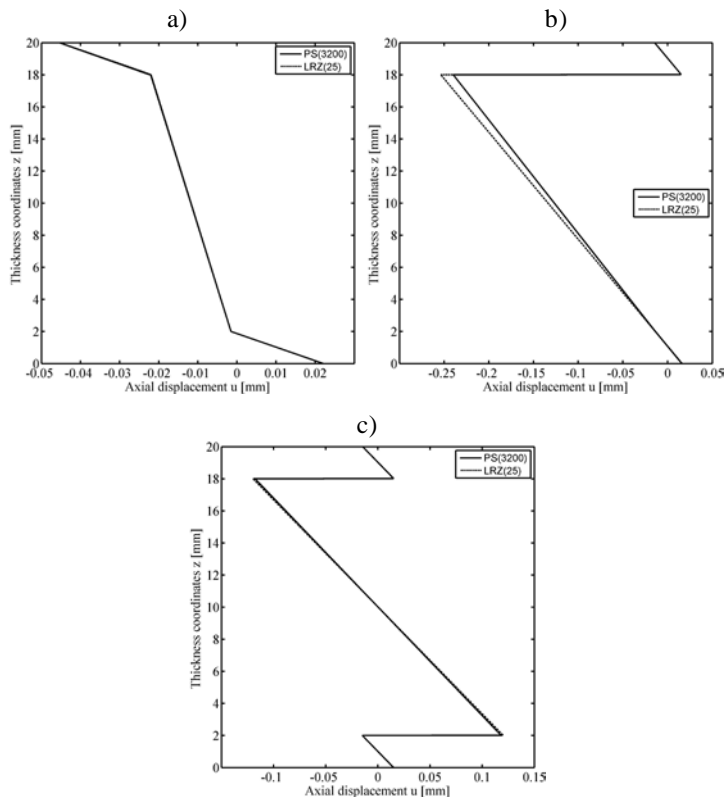 a)
20
18
16
14
12
10
8
6
4
2
0
Thickness coordinates z [mm]
PS(3200)
LRZ(25)
-0.05 -0.04 -0.03 -0.02 -0.01 0 0.01 0.02
Axial displacement u [mm]
b)
20
18
16
14
12
10
8
6
4
2
0
Thickness coordinates z [mm]
PS(3200)
LRZ(25)
-0.25 -0.2 -0.15 -0.1 -0.05 0 0.05
Axial displacement u [mm]
c)
20
18
16
14
12
10
8
6
4
2
0
Thickness coordinates z [mm]
PS(3200)
LRZ(25)
-0.1 -0.05 0 0.05 0.1 0.15
Axial displacement u [mm]